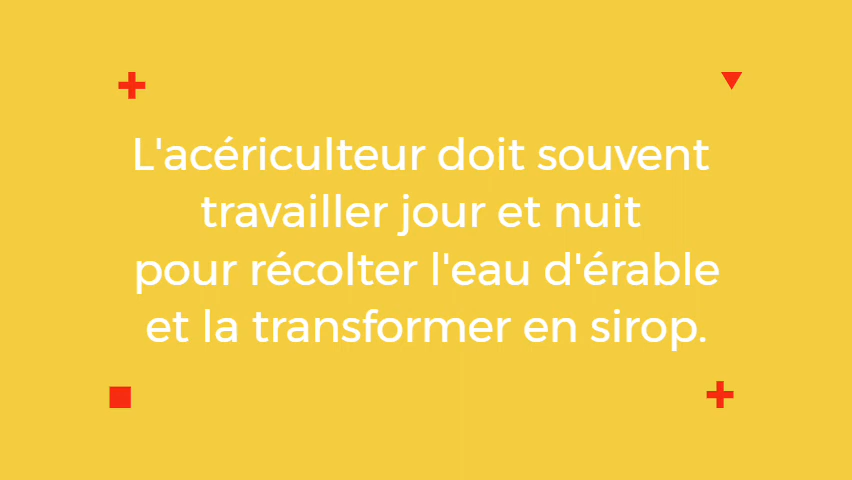 L'acériculteur doit souvent
travailler jour et nuit
pour récolter l'eau d'érable
et la transformer en sirop.